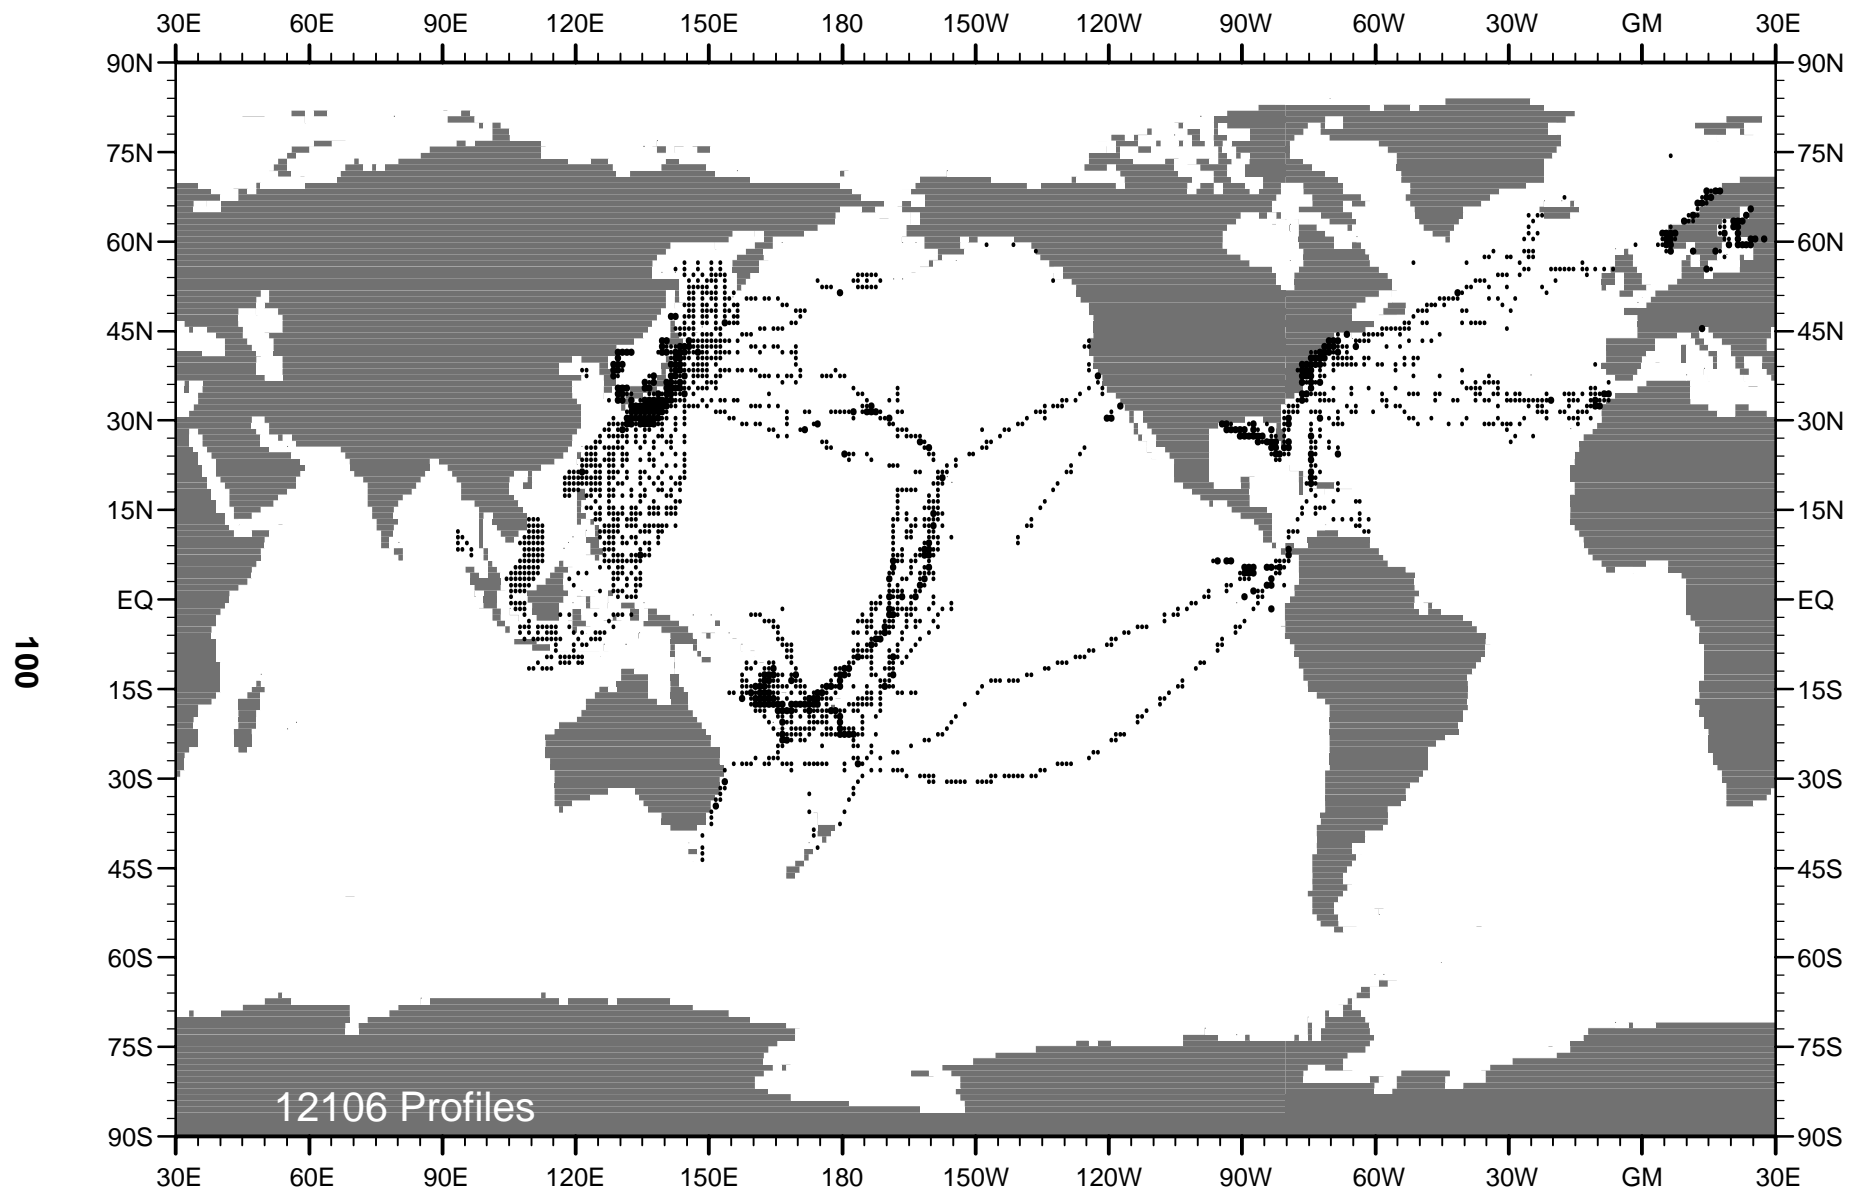 30E 60E 90E 120E 150E 180 150W 120W 90W 60W 30W GM 30E
90N 90N
75N 75N
60N 60N
45N 45N
30N 30N
15N 15N
EQ EQ
100
15S 15S
30S 30S
45S 45S
60S 60S
75S 75S
12106 Profiles
90S 90S
30E 60E 90E 120E 150E 180 150W 120W 90W 60W 30W GM 30E